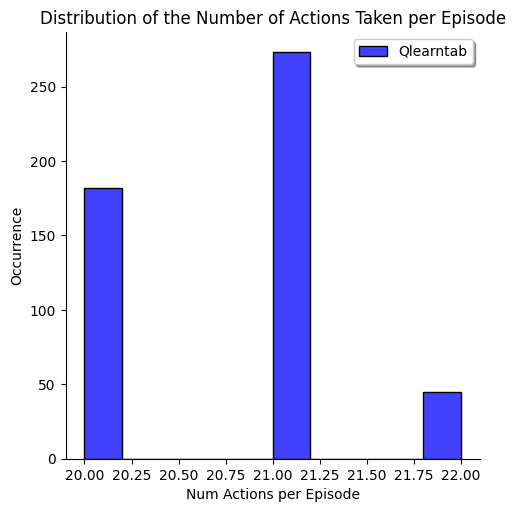 Distribution of the Number of Actions Taken per Episode
Qlearntab
Occurrence
250
200
150
100
50
0
20.00 20.25 20.50 20.75 21.00 21.25 21.50 21.75 22.00
Num Actions per Episode